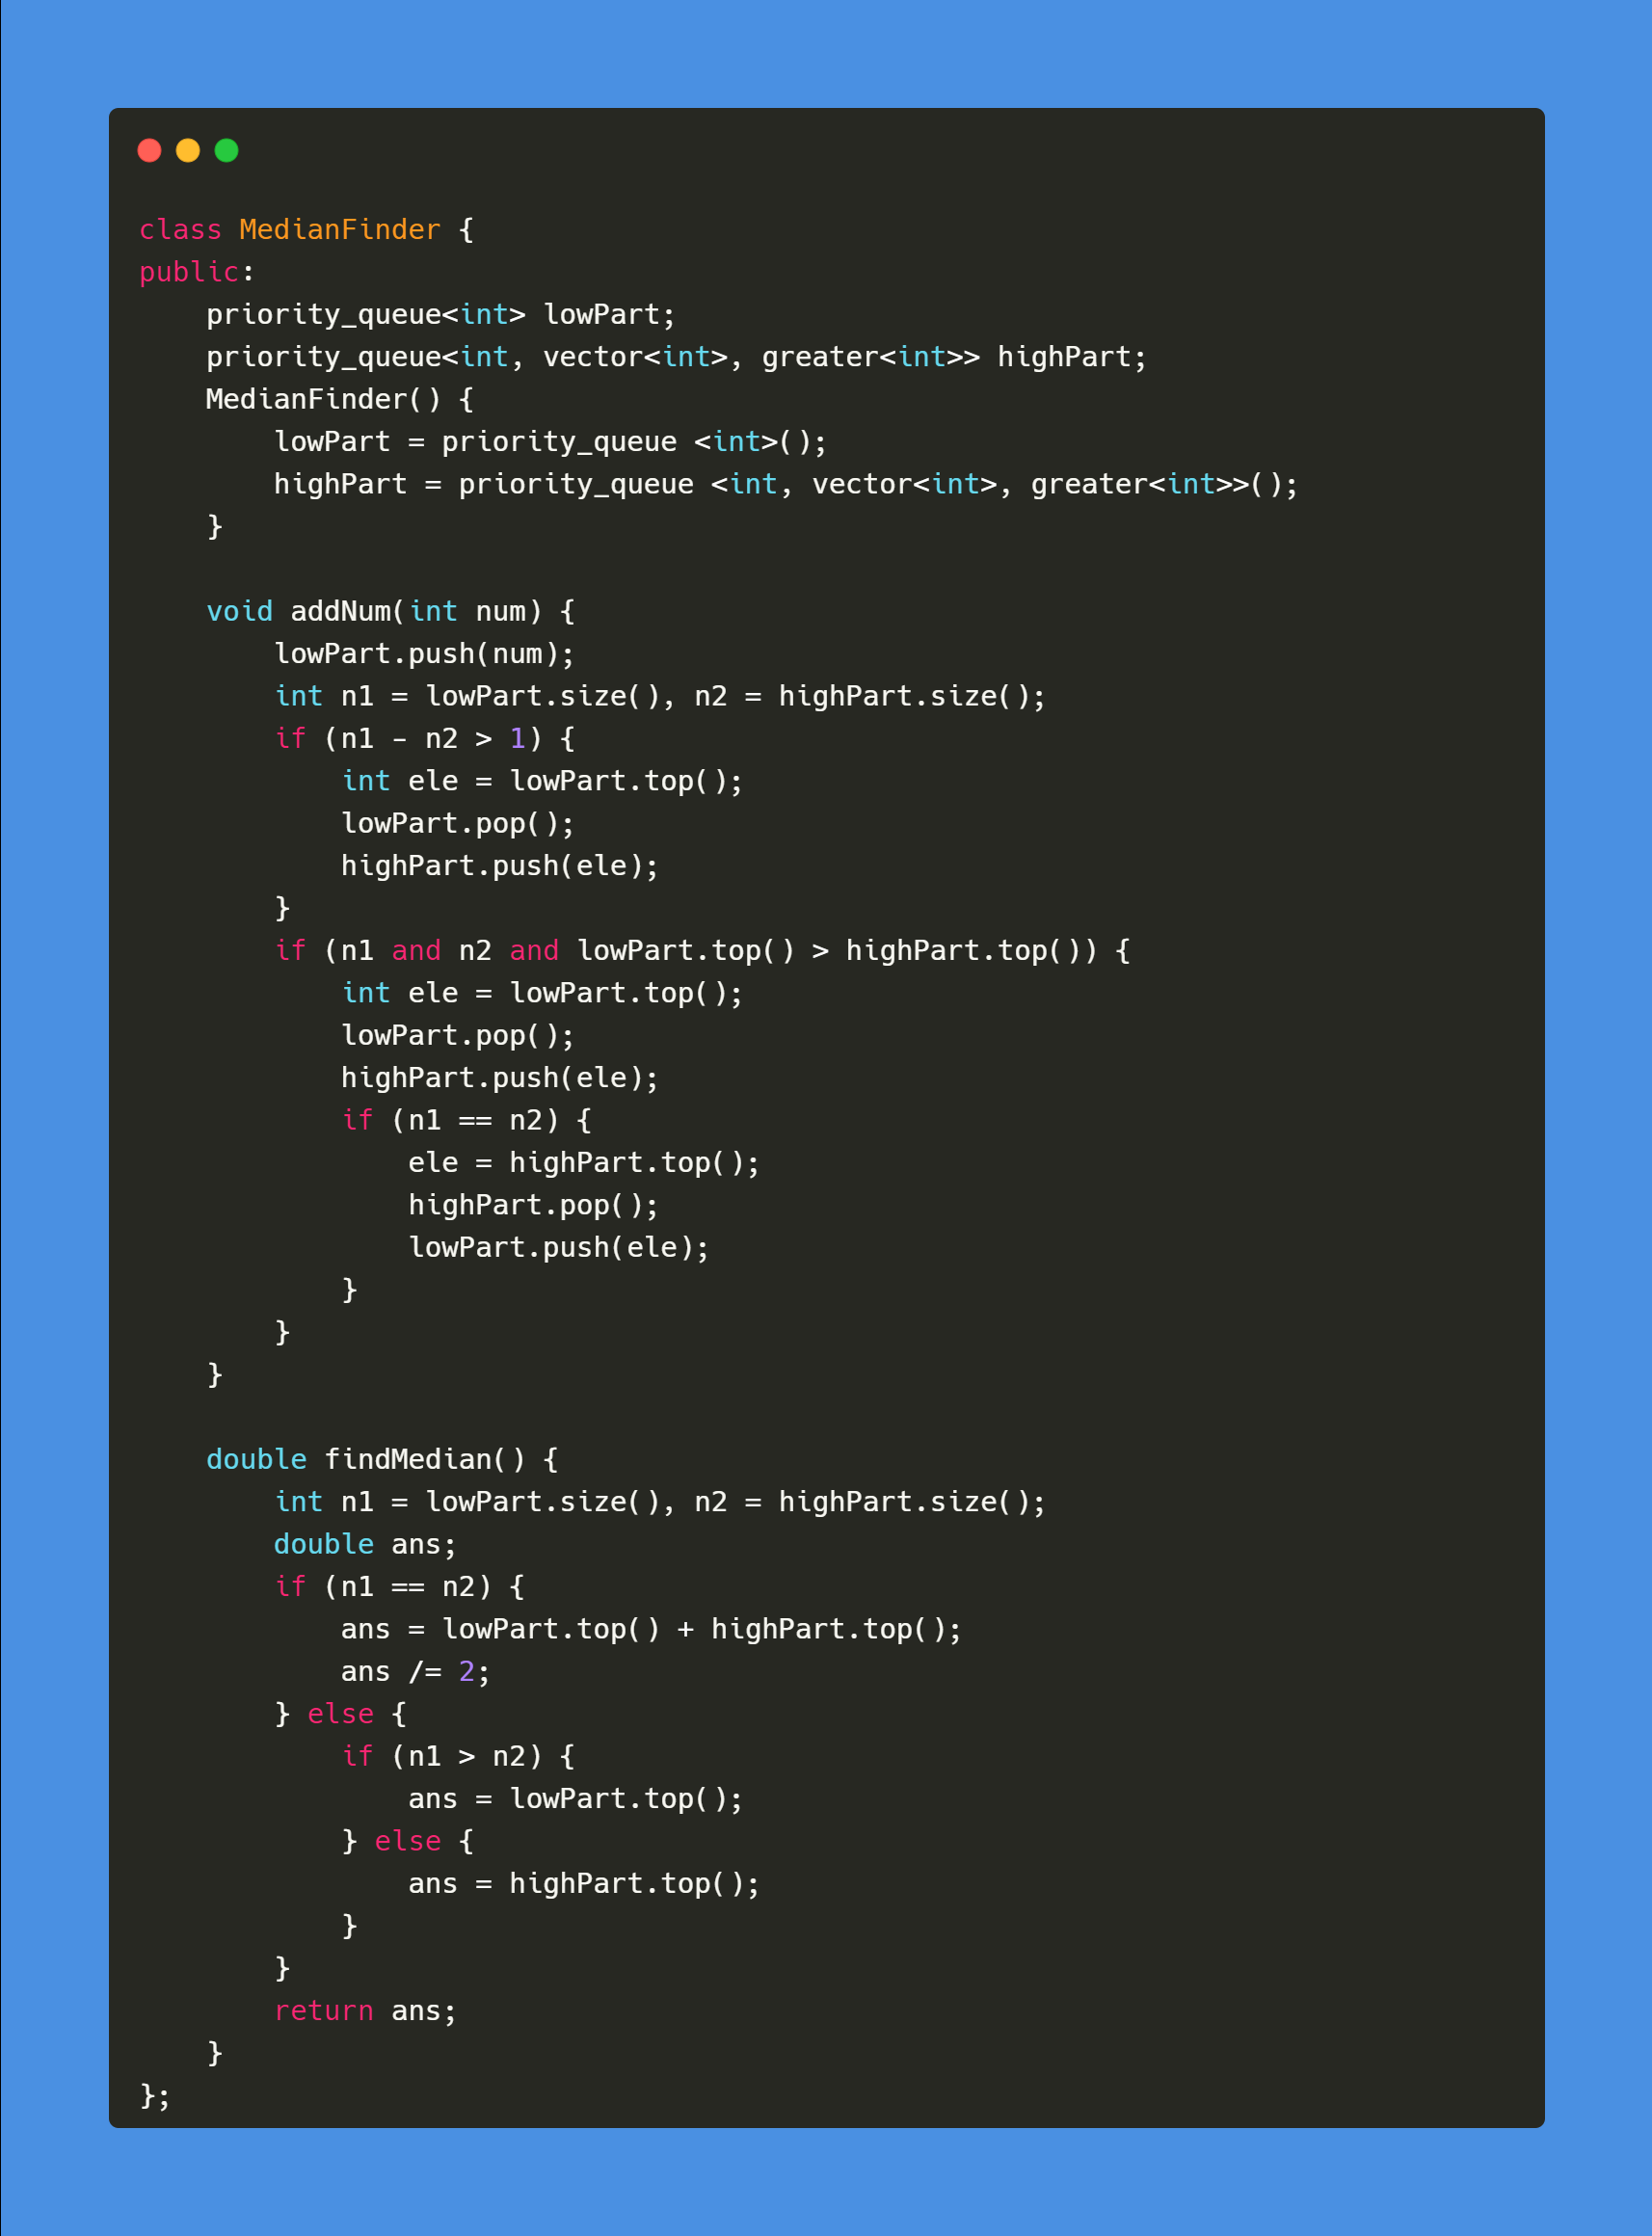 class MedianFinder {
public:
    priority_queue<int> lowPart;
    priority_queue<int, vector<int>, greater<int>> highPart;
    MedianFinder() {
        lowPart = priority_queue <int>();
        highPart = priority_queue <int, vector<int>, greater<int>>();
    }

    void addNum(int num) {
        lowPart.push(num);
        int n1 = lowPart.size(), n2 = highPart.size();
        if (n1 - n2 > 1) {
            int ele = lowPart.top();
            lowPart.pop();
            highPart.push(ele);
        }
        if (n1 and n2 and lowPart.top() > highPart.top()) {
            int ele = lowPart.top();
            lowPart.pop();
            highPart.push(ele);
            if (n1 == n2) {
                ele = highPart.top();
                highPart.pop();
                lowPart.push(ele);
            }
        }
    }

    double findMedian() {
        int n1 = lowPart.size(), n2 = highPart.size();
        double ans;
        if (n1 == n2) {
            ans = lowPart.top() + highPart.top();
            ans /= 2;
        } else {
            if (n1 > n2) {
                ans = lowPart.top();
            } else {
                ans = highPart.top();
            }
        }
        return ans;
    }
};